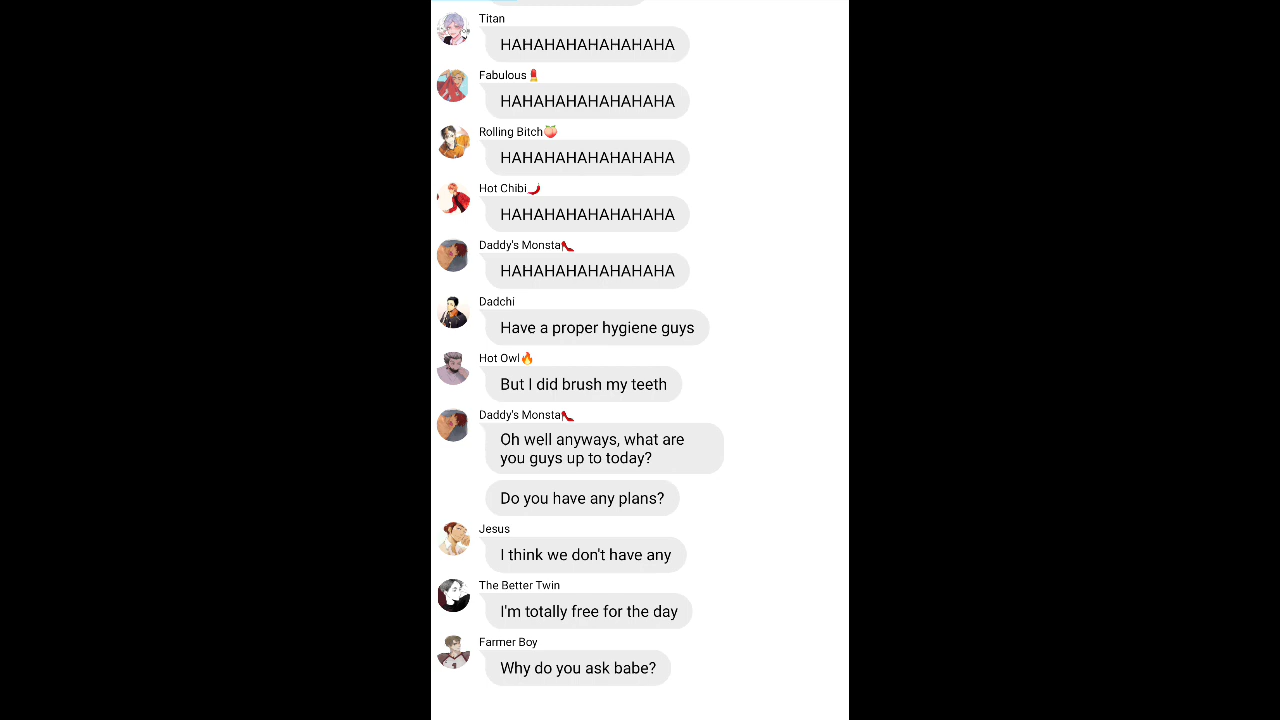 Titan
HAHAHAHAHAHAHAHA
Fabulous💄
HAHAHAHAHAHAHAHA
Rolling Bitch🍑
HAHAHAHAHAHAHAHA
Hot Chibi🌶️
HAHAHAHAHAHAHAHA
Daddy's Monsta👠
HAHAHAHAHAHAHAHA
Dadchi
Have a proper hygiene guys
Hot Owl🔥
But I did brush my teeth
Daddy's Monsta👠
Oh well anyways, what are
you guys up to today?
Do you have any plans?
Jesus
I think we don't have any
The Better Twin
I'm totally free for the day
Farmer Boy
Why do you ask babe?